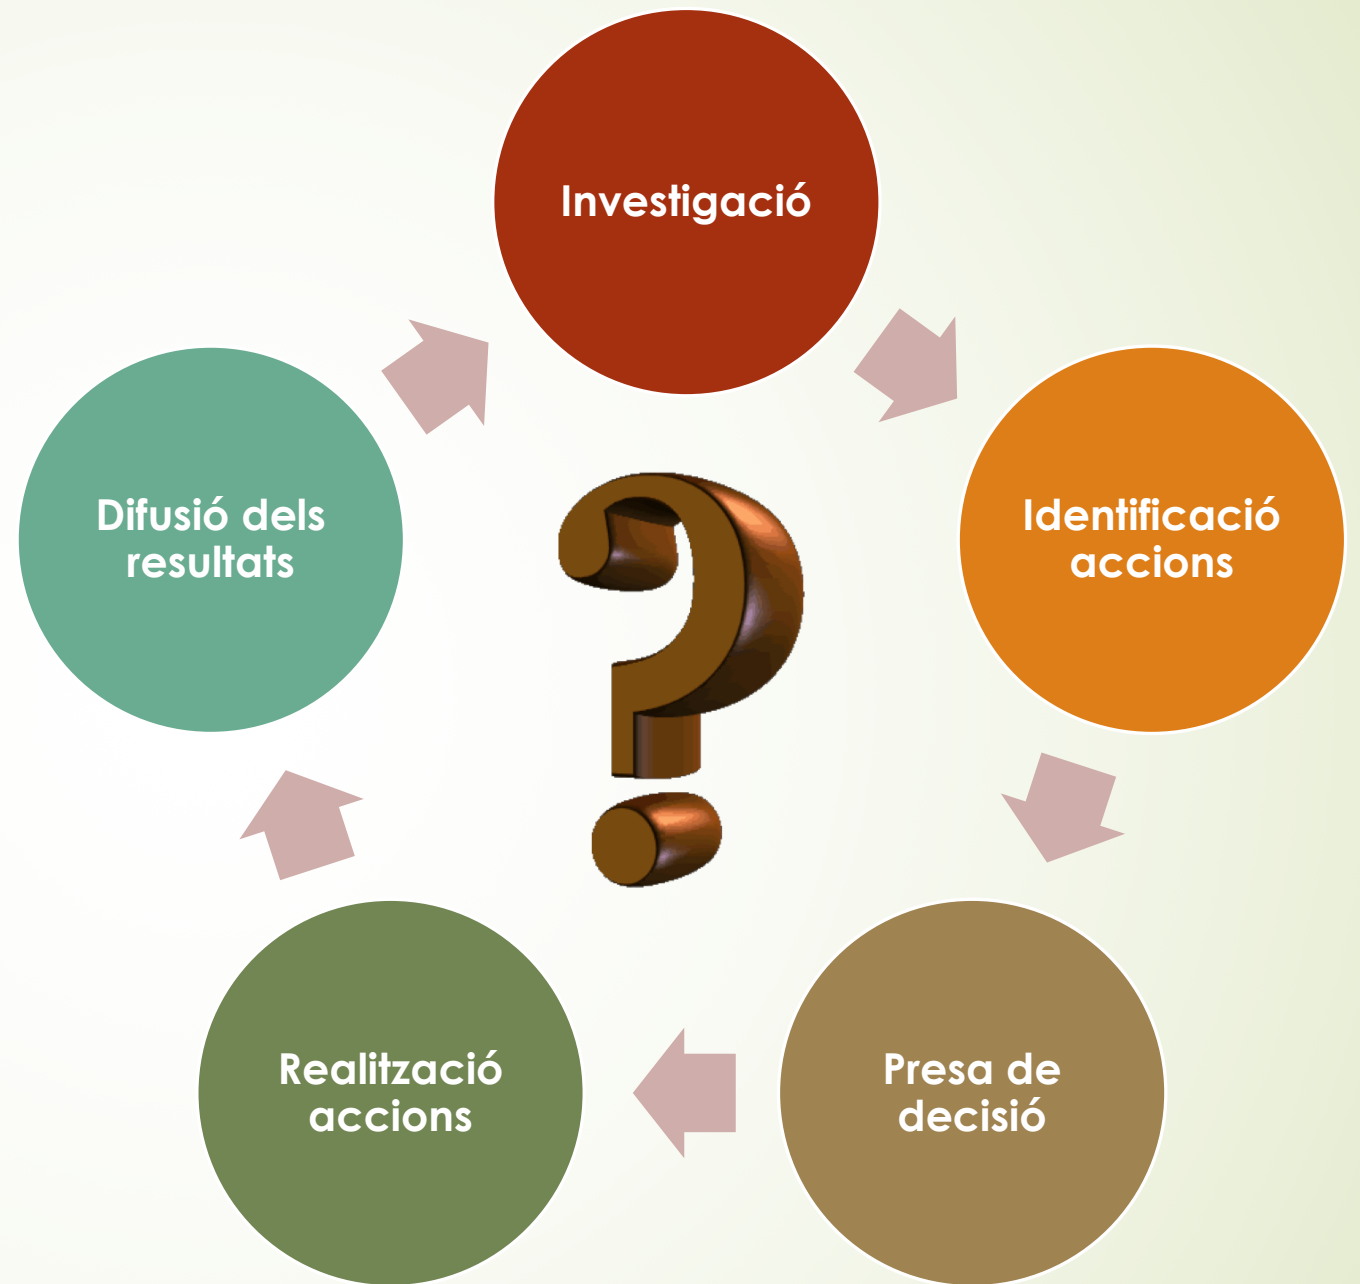 Investigació
Identificació
accions
Presa de
decisió
Realització
accions
Difusió dels
resultats
?